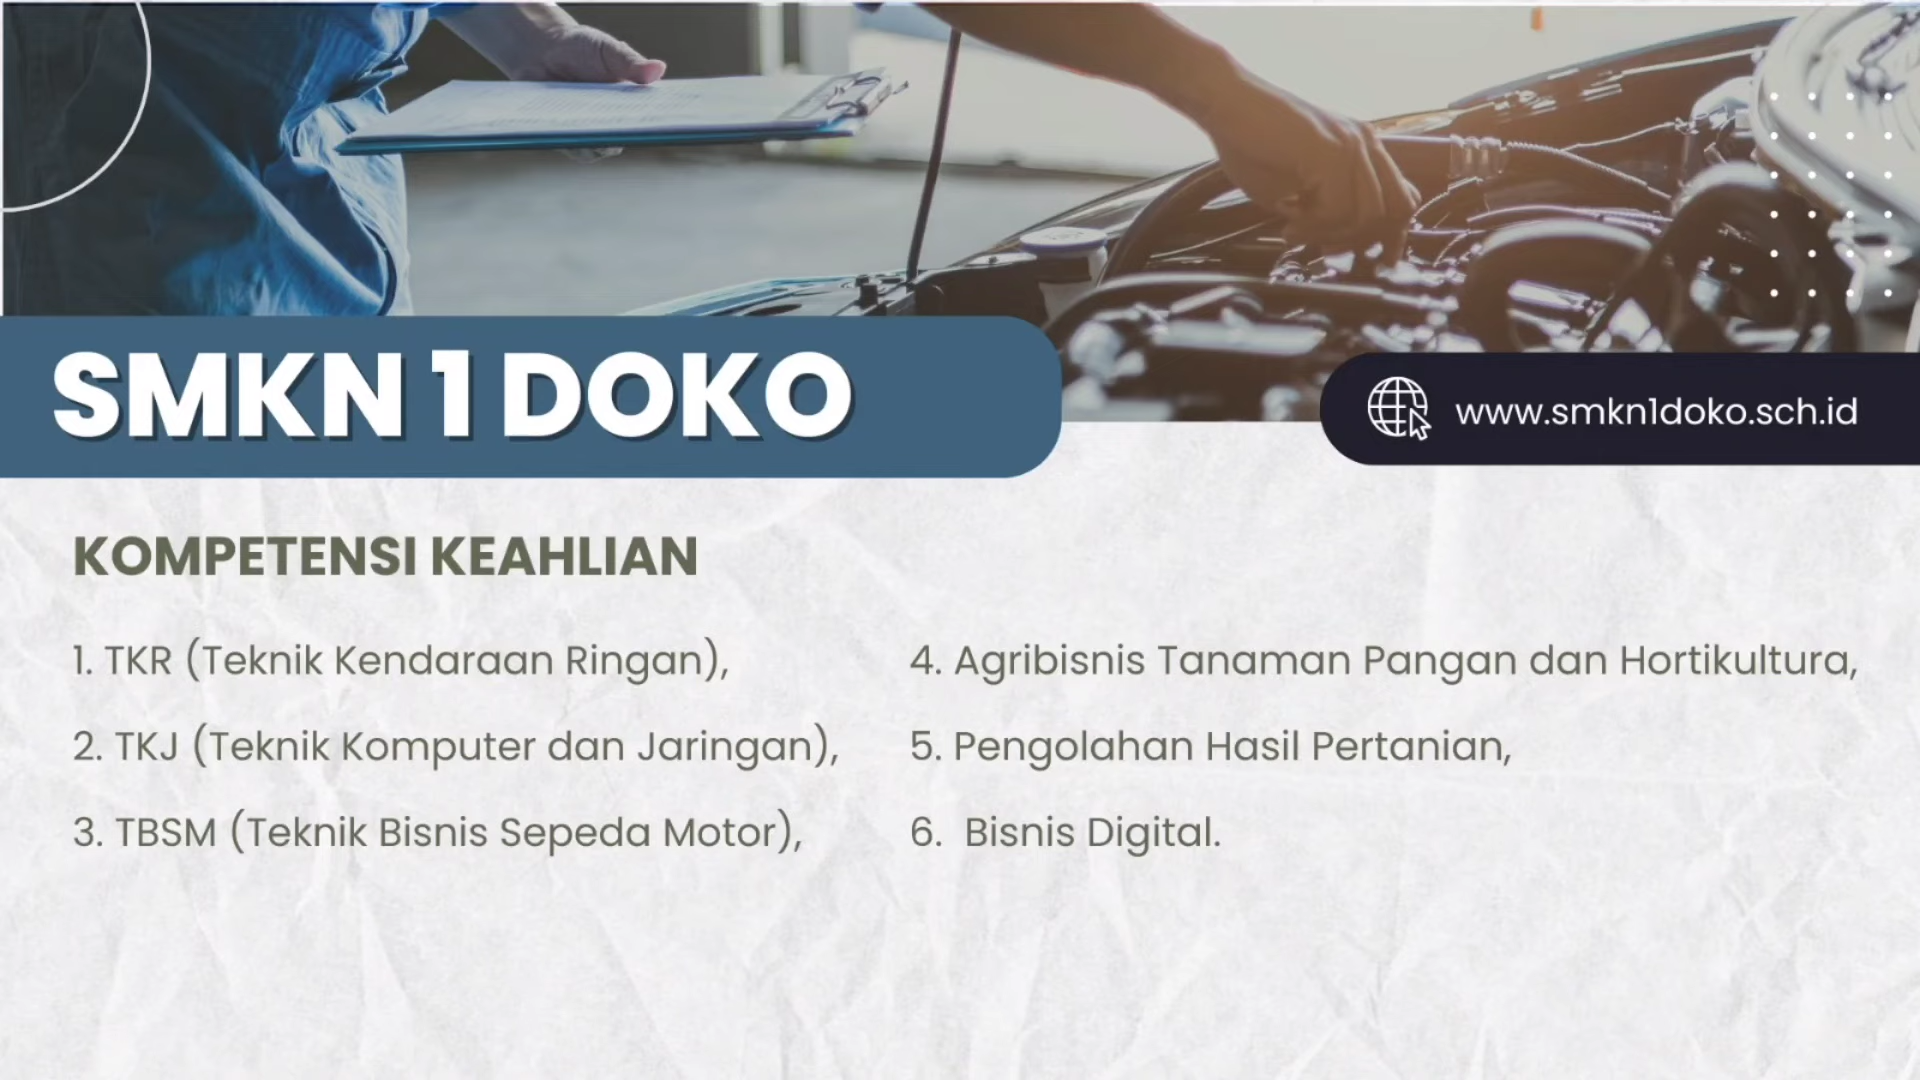 SMKN 1 DOKO
www.smkn1doko.sch.id
KOMPETENSI KEAHLIAN
1. TKR (Teknik Kendaraan Ringan),
2. TKJ (Teknik Komputer dan Jaringan),
3. TBSM (Teknik Bisnis Sepeda Motor),
4. Agribisnis Tanaman Pangan dan Hortikultura,
5. Pengolahan Hasil Pertanian,
6. Bisnis Digital.